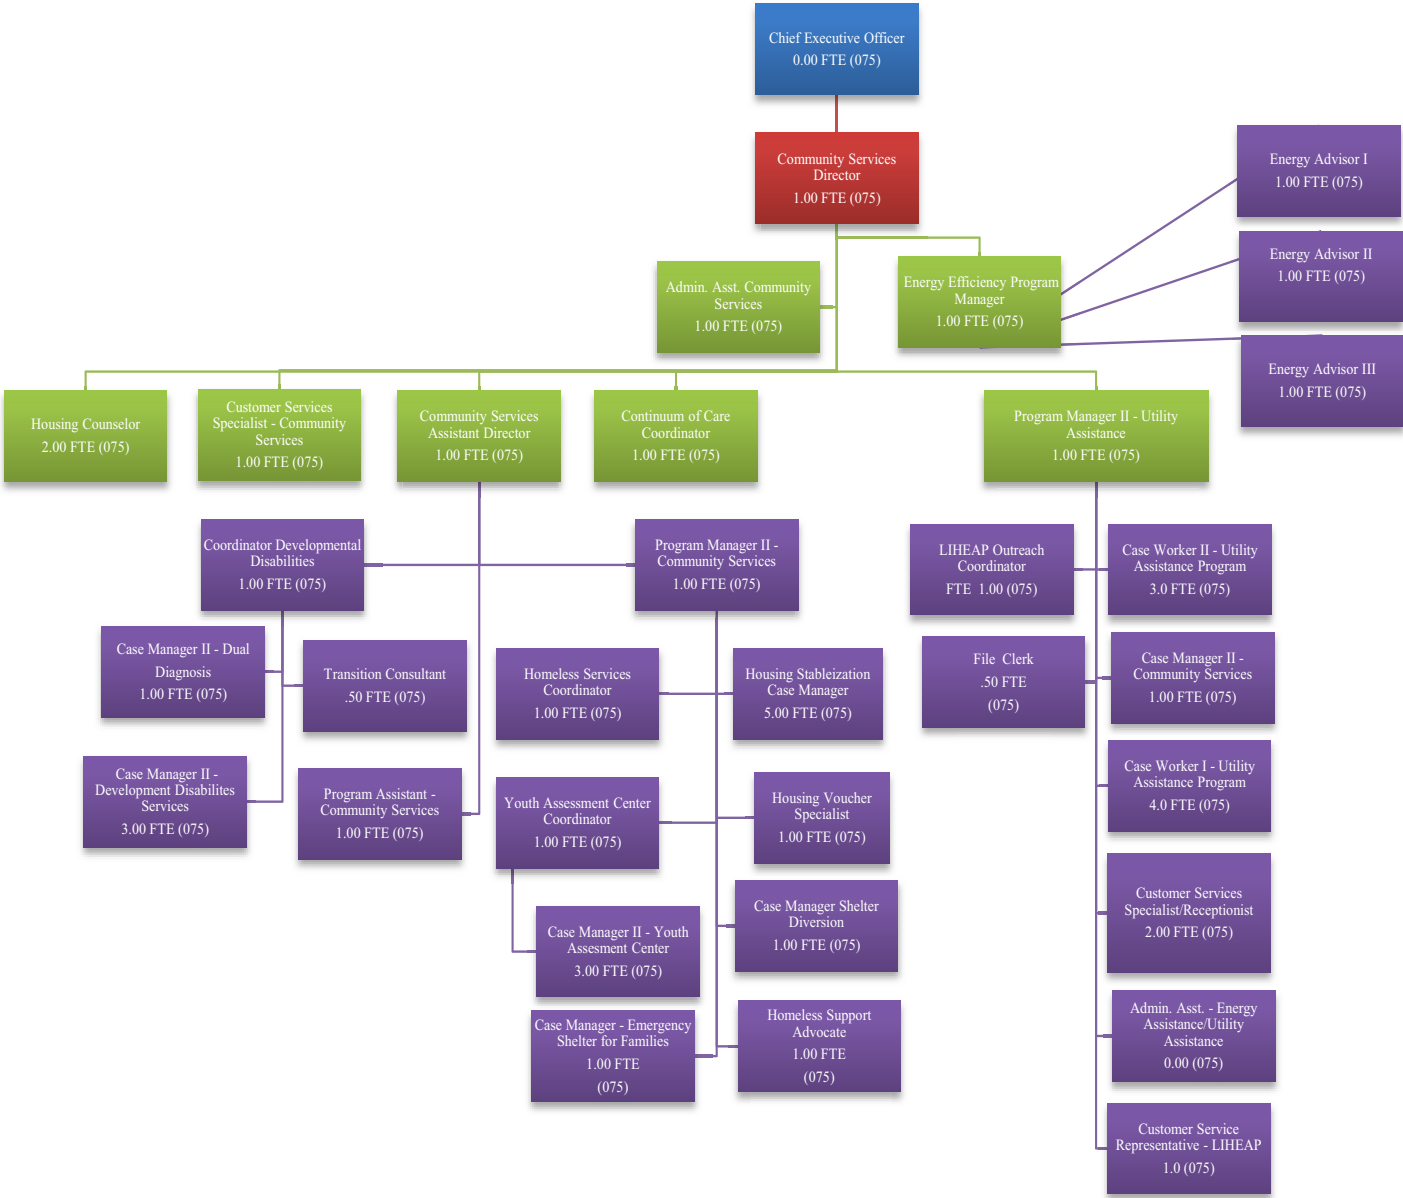 Chief Executive Officer
0.00 FTE (075)
Community Services
Director
1.00 FTE (075)
Energy Advisor I
1.00 FTE (075)
Energy Advisor II
1.00 FTE (075)
Energy Advisor III
1.00 FTE (075)
Admin. Asst. Community
Services
1.00 FTE (075)
Energy Efficiency Program
Manager
1.00 FTE (075)
Housing Counselor
2.00 FTE (075)
Customer Services
Specialist - Community
Services
1.00 FTE (075)
Community Services
Assistant Director
1.00 FTE (075)
Continuum of Care
Coordinator
1.00 FTE (075)
Program Manager II - Utility
Assistance
1.00 FTE (075)
Coordinator Developmental
Disabilities
1.00 FTE (075)
Program Manager II -
Community Services
1.00 FTE (075)
LIHEAP Outreach
Coordinator
FTE  1.00 (075)
Case Worker II - Utility
Assistance Program
3.0 FTE (075)
Case Manager II - Dual
Diagnosis
1.00 FTE (075)
Transition Consultant
.50 FTE (075)
Homeless Services
Coordinator
1.00 FTE (075)
Housing Stableization
Case Manager
5.00 FTE (075)
File  Clerk
.50 FTE
(075)
Case Manager II -
Community Services
1.00 FTE (075)
Case Manager II -
Development Disabilites
Services
3.00 FTE (075)
Program Assistant -
Community Services
1.00 FTE (075)
Youth Assessment Center
Coordinator
1.00 FTE (075)
Housing Voucher
Specialist
1.00 FTE (075)
Case Worker I - Utility
Assistance Program
4.0 FTE (075)
Case Manager II - Youth
Assesment Center
3.00 FTE (075)
Case Manager Shelter
Diversion
1.00 FTE (075)
Customer Services
Specialist/Receptionist
2.00 FTE (075)
Case Manager - Emergency
Shelter for Families
1.00 FTE
(075)
Homeless Support
Advocate
1.00 FTE
(075)
Admin. Asst. - Energy
Assistance/Utility
Assistance
0.00 (075)
Customer Service
Representative - LIHEAP
1.0 (075)